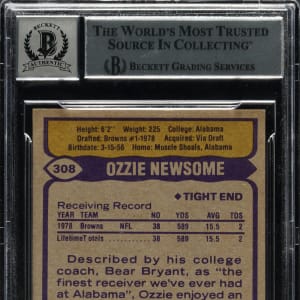 BECKETT
AUTHENTIC
THE WORLD'S MOST TRUSTED
SOURCE IN COLLECTING™
BECKETT GRADING SERVICES
Height: 6'2" Weight: 225 College: Alabama
Drafted: Browns #1-1978 Acquired: Via Draft
Birthdate: 3-15-56 Home: Muscle Shoals, Alabama
308 OZZIE NEWSOME
◆TIGHT END
Receiving Record
YEAR TEAM NO YDS AV. TD
1978 Browns NFL 38 589 15.5 2
Lifetime Totals 38 589 15.5 2
Described by his college
coach, Bear Bryant, as "the
finest receiver we've ever had
at Alabama", Ozzie enjoyed an